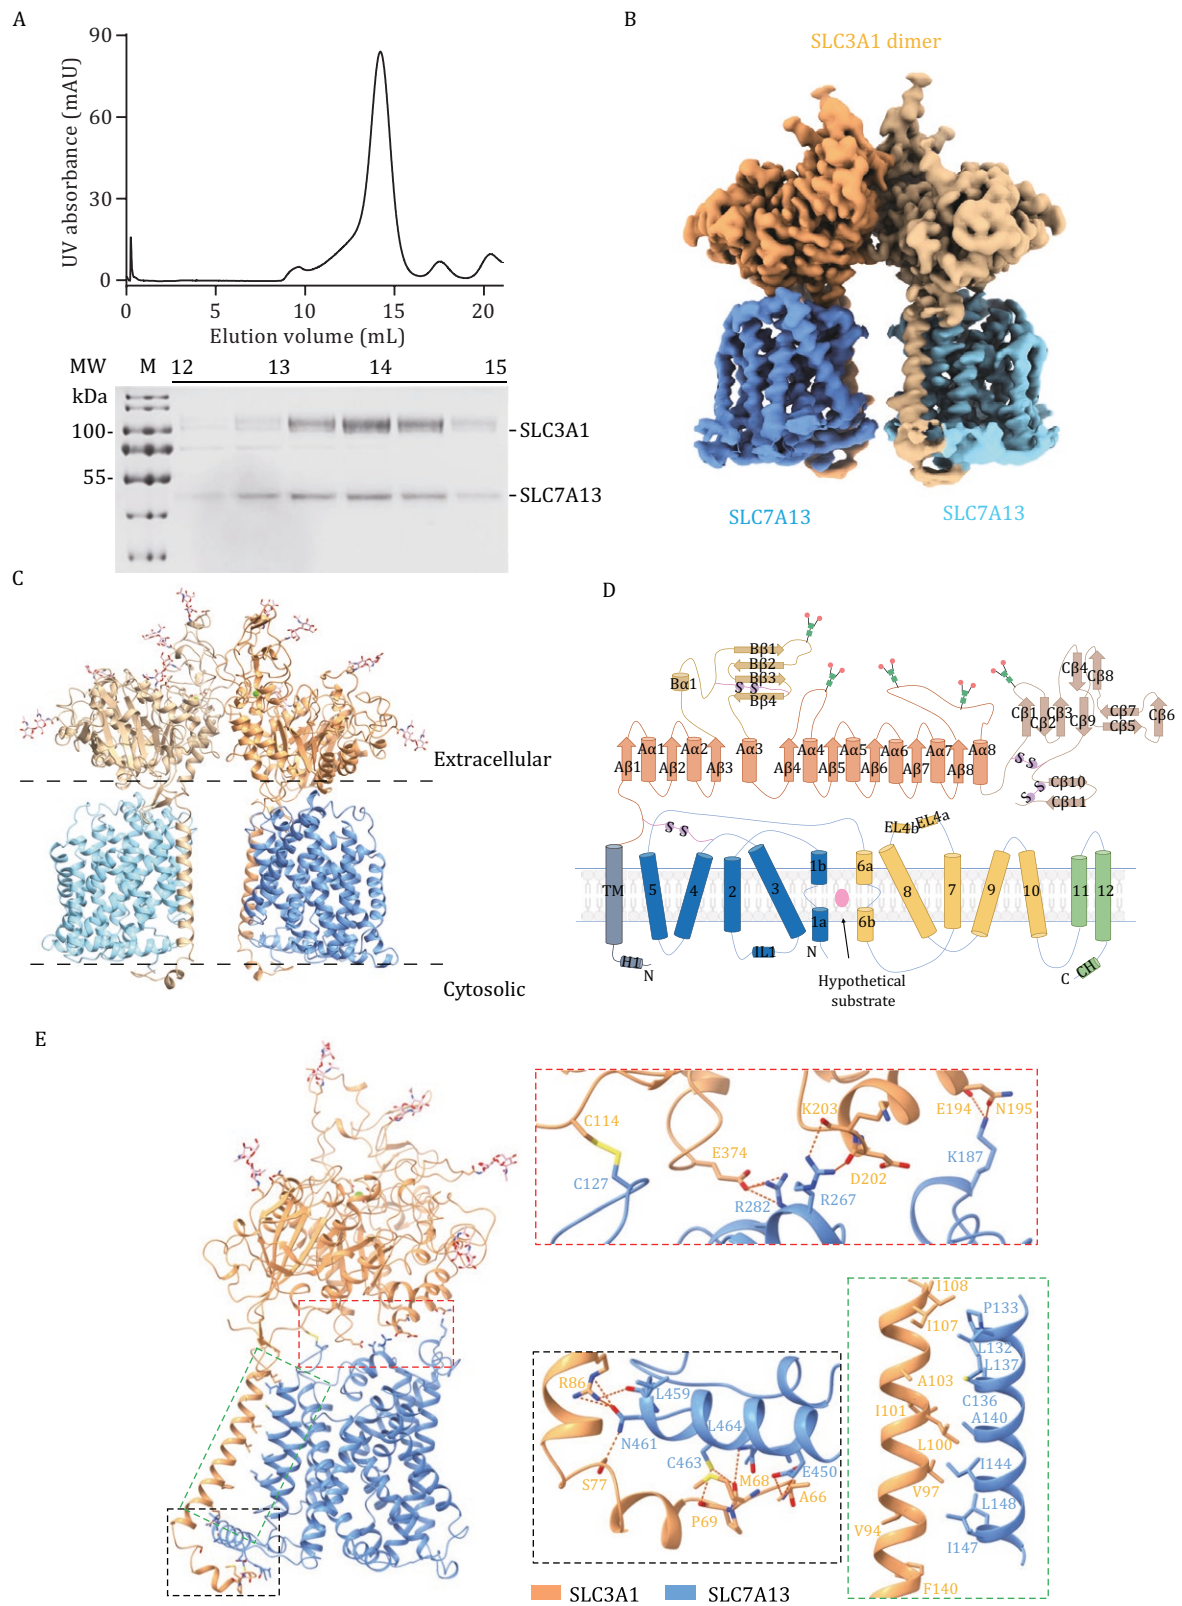 A
90
60
30
0
UV absorbance (mAU)
0 5 10 15 20
Elution volume (mL)
MW M 12 13 14 15
kDa
100-
55-
-SLC3A1
-SLC7A13
B
SLC3A1 dimer
SLC7A13
SLC7A13
C
Extracellular
Cytosolic
D
Bβ1
Bβ2
Bβ3
Bβ4
Bα1
S S
Cβ4
Cβ8
Cβ1
Cβ2
Cβ3
Cβ9
Cβ7
Cβ5
Cβ6
S S
S S
Cβ10
Cβ11
Aα1 Aα2 Aα3 Aα4 Aα5 Aα6 Aα7 Aα8
Aβ1 Aβ2 Aβ3 Aβ4 Aβ5 Aβ6 Aβ7 Aβ8
S S
EL4b EL4a
TM 5 4 2 3 1b 6a 8 7 9 10 11 12
1a 6b
H1 N IL1 N C CH
Hypothetical
substrate
E
C114
C127
E374
R282
K203
D202
R267
E194 N195
K187
R86
L459
N461
S77
L464
C463
M68
E450
A66
P69
I108
I107
P133
L132
L137
A103
C136
I101
A140
L100
I144
V97
L148
V94
I147
F140
SLC3A1 SLC7A13